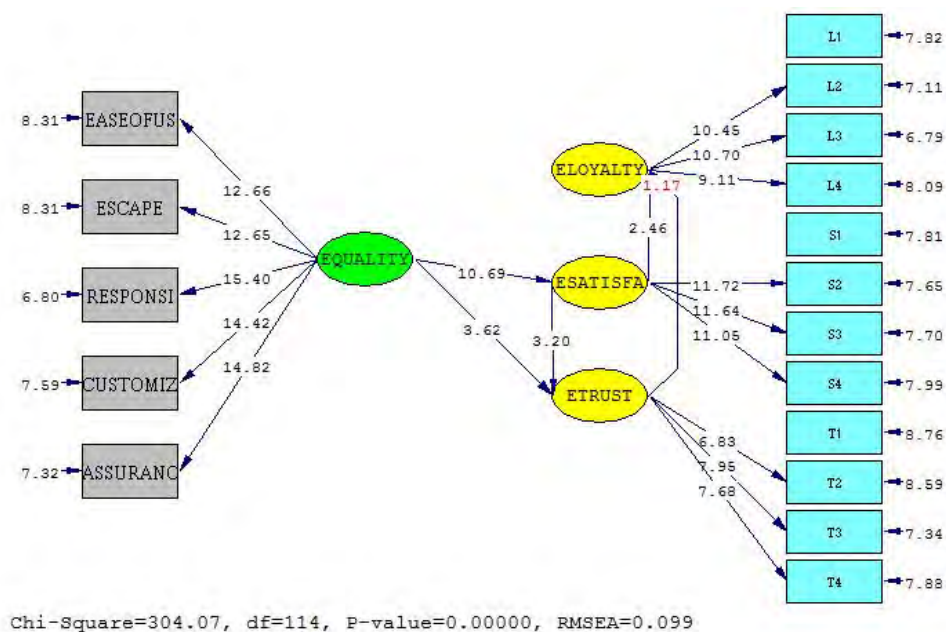 L1
7.82
L2
7.11
8.31
EASEOFUS
10.45
L3
6.79
10.70
ELOYALTY
9.11
L4
8.09
1.17
12.66
8.31
ESCAPE
12.65
2.46
S1
7.81
EQUALITY
10.69
ESATISFA
11.72
S2
7.65
6.80
RESPONSI
15.40
11.64
S3
7.70
14.42
3.62
3.20
11.05
14.82
7.59
CUSTOMIZ
S4
7.99
ETRUST
T1
8.76
6.83
7.32
ASSURANC
7.95
T2
8.59
7.68
T3
7.34
T4
7.88
Chi-Square=304.07, df=114, P-value=0.00000, RMSEA=0.099